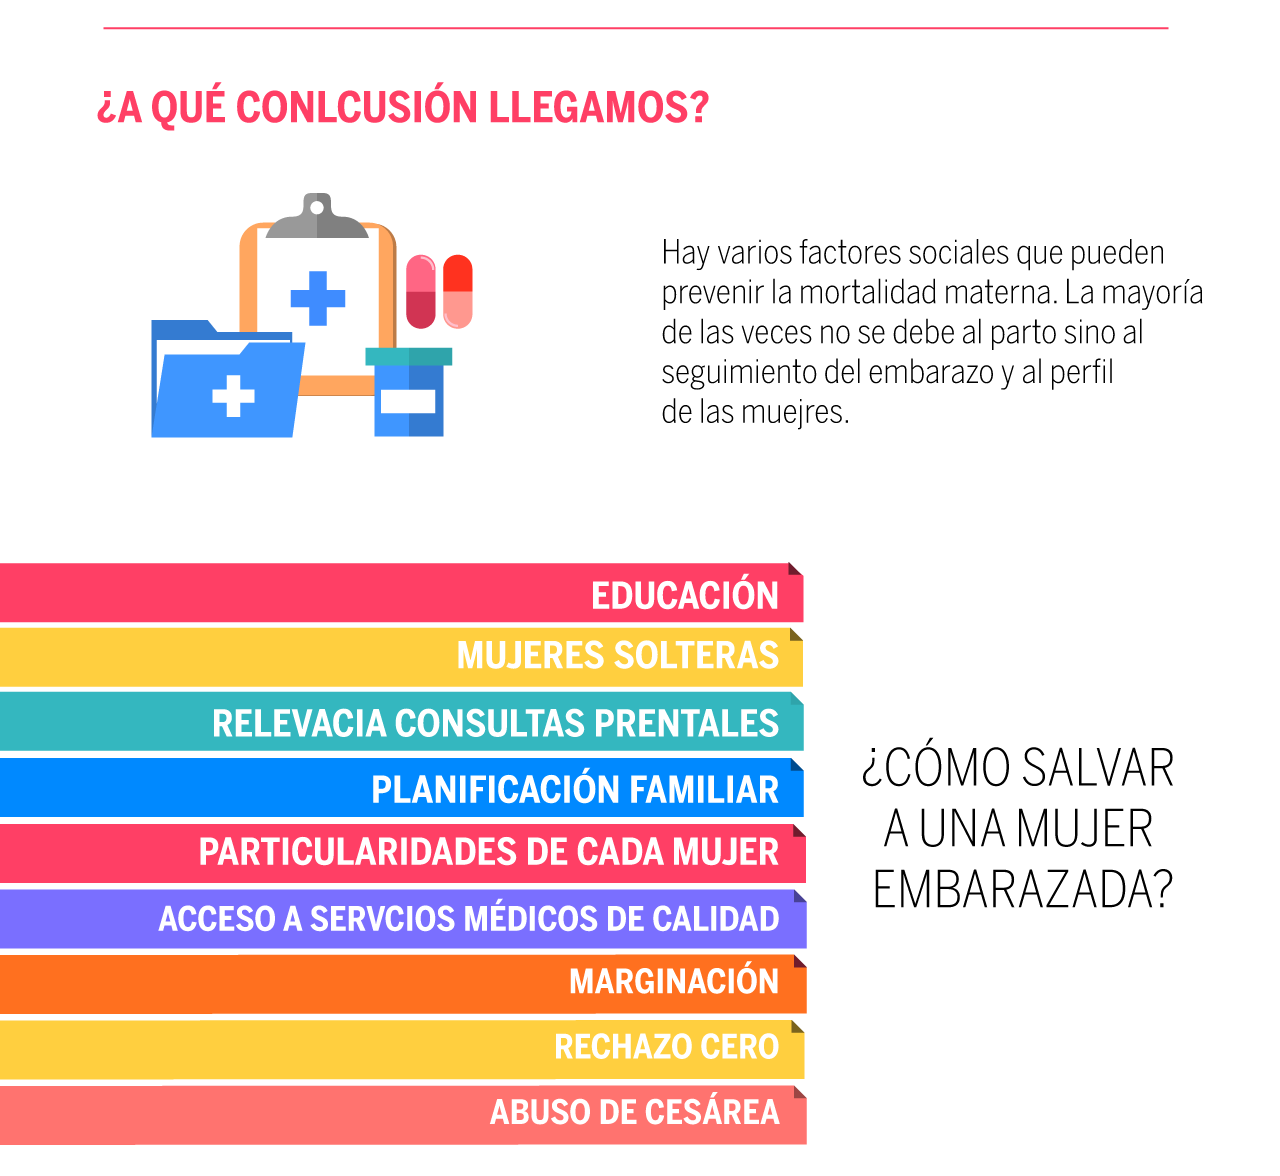 ¿A QUÉ CONLCUSIÓN LLEGAMOS?
Hay varios factores sociales que pueden
prevenir la mortalidad materna. La mayoría
de las veces no se debe al parto sino al
seguimiento del embarazo y al perfil
de las muejres.
EDUCACIÓN
MUJERES SOLTERAS
RELEVACIA CONSULTAS PRENTALES
PLANIFICACIÓN FAMILIAR
PARTICULARIDADES DE CADA MUJER
ACCESO A SERVCIOS MÉDICOS DE CALIDAD
MARGINACIÓN
RECHAZO CERO
ABUSO DE CESÁREA
¿CÓMO SALVAR
A UNA MUJER
EMBARAZADA?